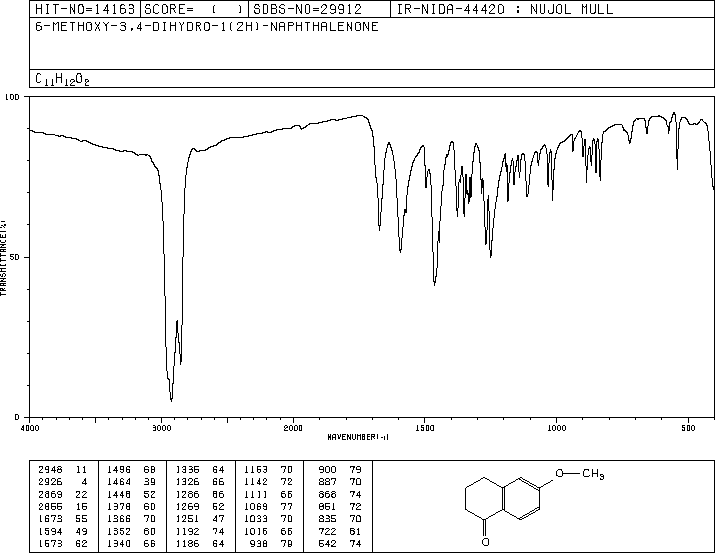 HIT-NO=14163 SCORE= ( ) SDBS-NO=29912 IR-NIDA-44420 : NUJOL MULL
6-METHOXY-3,4-DIHYDRO-1(2H)-NAPHTHALENONE
C11H12O2
100
50
0
TRANSMITTANCE(%)
4000 3000 2000 1500 1000 500
WAVENUMBER(-1)
2948 11 1496 68 1336 64 1163 70 900 79
2926 4 1464 39 1326 66 1142 72 887 70
2869 22 1448 52 1286 66 1111 66 868 74
2855 16 1378 60 1269 52 1069 77 851 72
1673 55 1366 70 1251 47 1033 70 835 70
1594 49 1352 60 1192 74 1016 66 722 81
1573 62 1340 66 1186 64 938 79 542 74
O—CH3
O